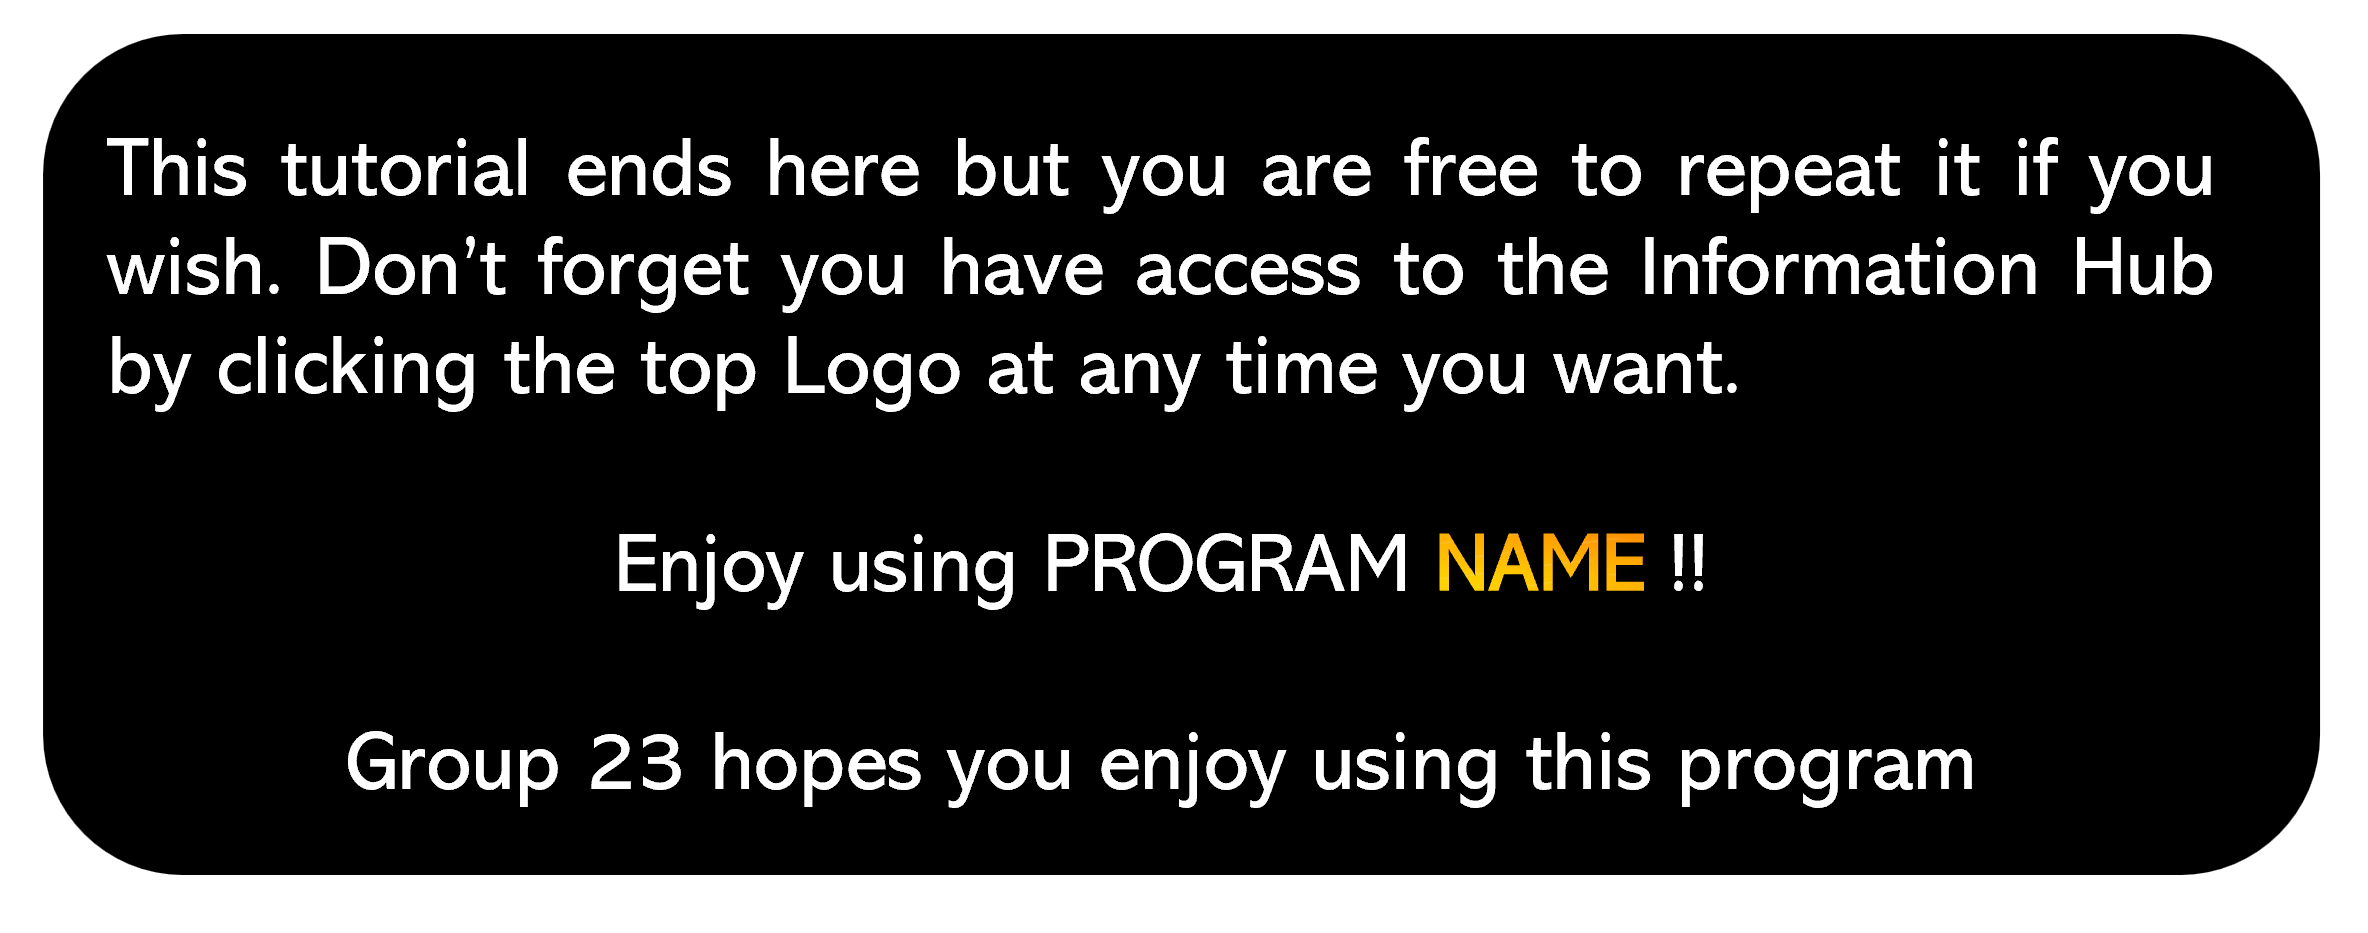 This tutorial ends here but you are free to repeat it if you
wish. Don’t forget you have access to the Information Hub
by clicking the top Logo at any time you want.
Enjoy using PROGRAM NAME !!
Group 23 hopes you enjoy using this program